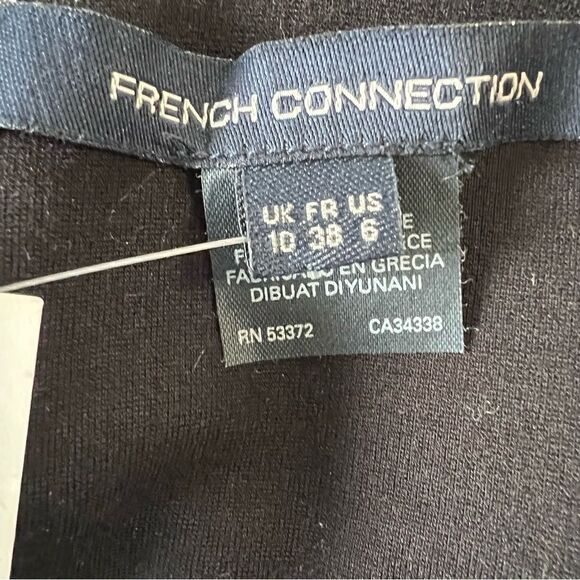 FRENCH CONNECTION
UK FR US
10 38 6
FABRICADO EN GRECIA
DIBUAT DIYUNANI
RN 53372 CA34338